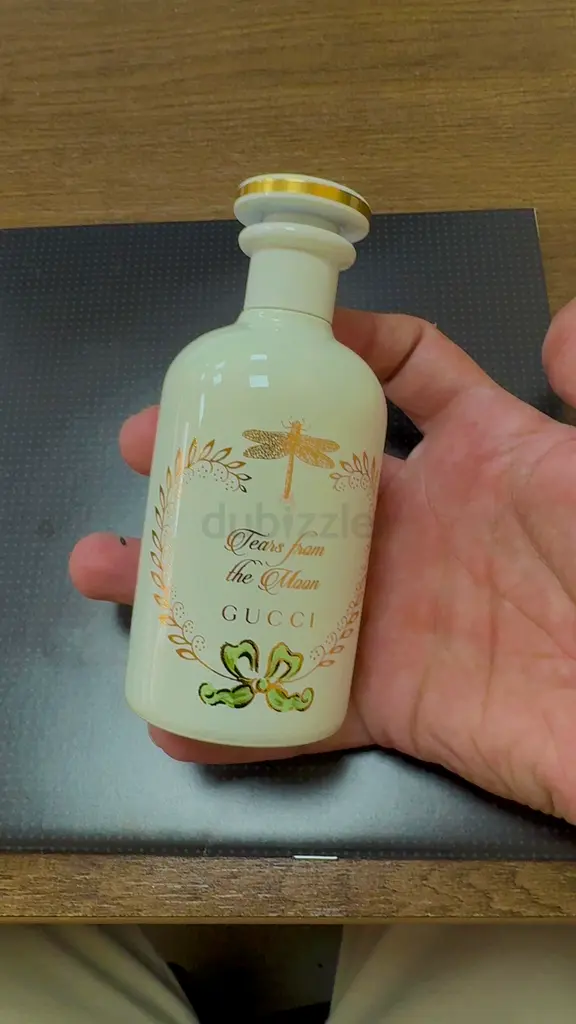 dubizzle
Tears from
the Moon
GUCCI